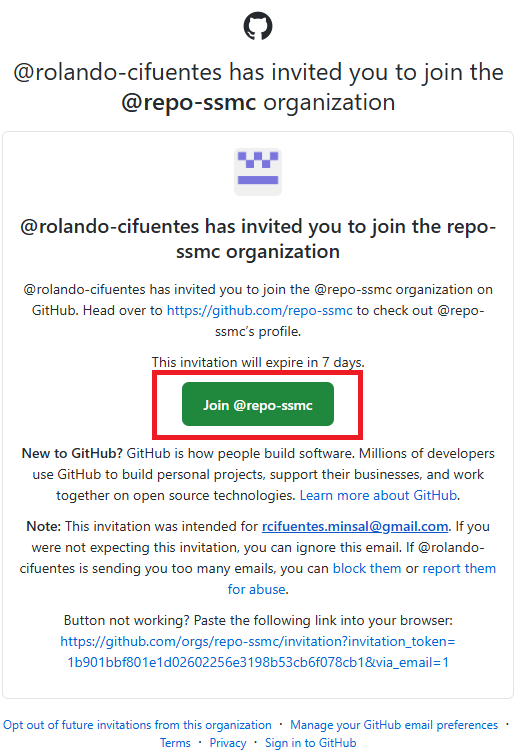 @rolando-cifuentes has invited you to join the
@repo-ssmc organization
@rolando-cifuentes has invited you to join the repo-
ssmc organization
@rolando-cifuentes has invited you to join the @repo-ssmc organization on
GitHub. Head over to https://github.com/repo-ssmc to check out @repo-
ssmc's profile.
This invitation will expire in 7 days.
Join @repo-ssmc
New to GitHub? GitHub is how people build software. Millions of developers
use GitHub to build personal projects, support their businesses, and work
together on open source technologies. Learn more about GitHub.
Note: This invitation was intended for rcifuentes.minsal@gmail.com. If you
were not expecting this invitation, you can ignore this email. If @rolando-
cifuentes is sending you too many emails, you can block them or report them
for abuse.
Button not working? Paste the following link into your browser:
https://github.com/orgs/repo-ssmc/invitation?invitation_token=
1b901bbf801e1d02602256e3198b53cb6f078cb1&via_email=1
Opt out of future invitations from this organization · Manage your GitHub email preferences ·
Terms · Privacy · Sign in to GitHub